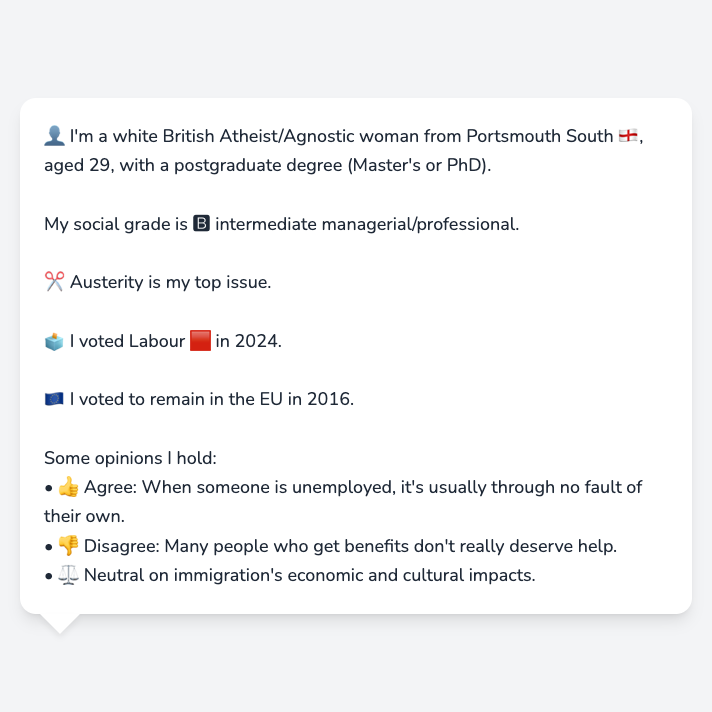 👤 I'm a white British Atheist/Agnostic woman from Portsmouth South 🏴󠁧󠁢󠁥󠁮󠁧󠁿,
aged 29, with a postgraduate degree (Master's or PhD).
My social grade is 🅱 intermediate managerial/professional.
✂️ Austerity is my top issue.
🗳️ I voted Labour 🟥 in 2024.
🇪🇺 I voted to remain in the EU in 2016.
Some opinions I hold:
• 👍 Agree: When someone is unemployed, it's usually through no fault of
their own.
• 👎 Disagree: Many people who get benefits don't really deserve help.
• ⚖️ Neutral on immigration's economic and cultural impacts.